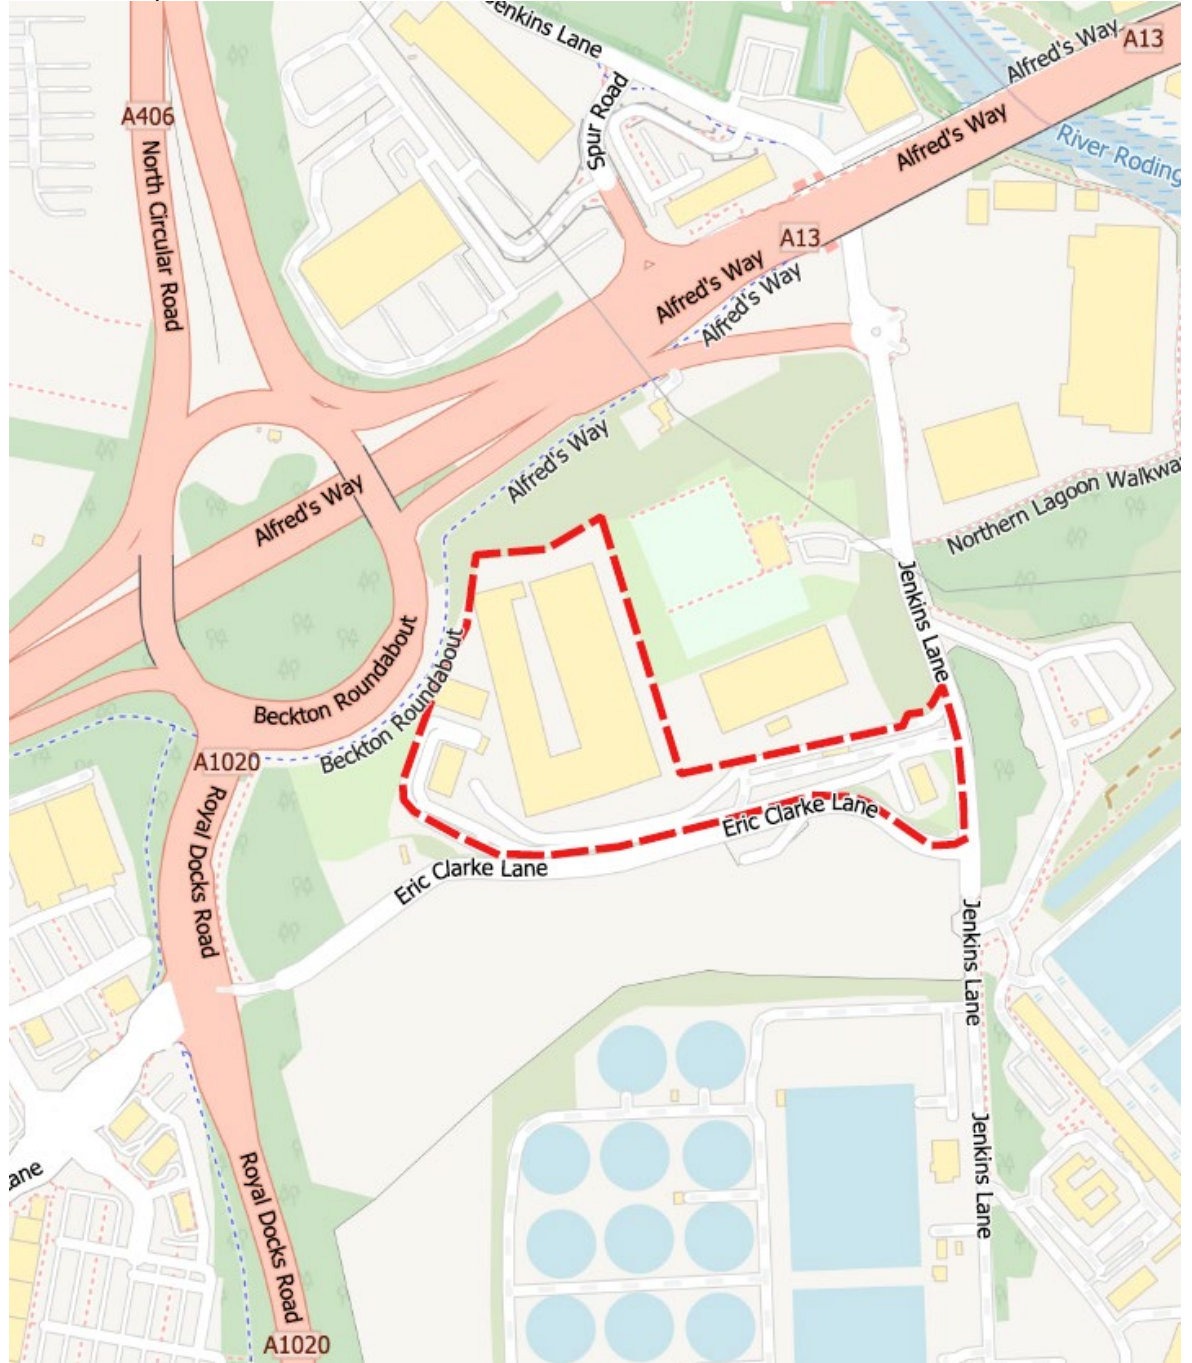 Jenkins Lane
Alfred's Way
A13
A406
Spur Road
Alfred's Way
River Roding
North Circular Road
A13
Alfred's Way
Alfred's Way
Alfred's Way
Alfred's Way
Northern Lagoon Walkwa
Jenkins Lane
Beckton Roundabout
Beckton Roundabout
A1020
Royal Docks Road
Eric Clarke Lane
Eric Clarke Lane
Jenkins Lane
Jenkins Lane
ane
Royal Docks Road
A1020